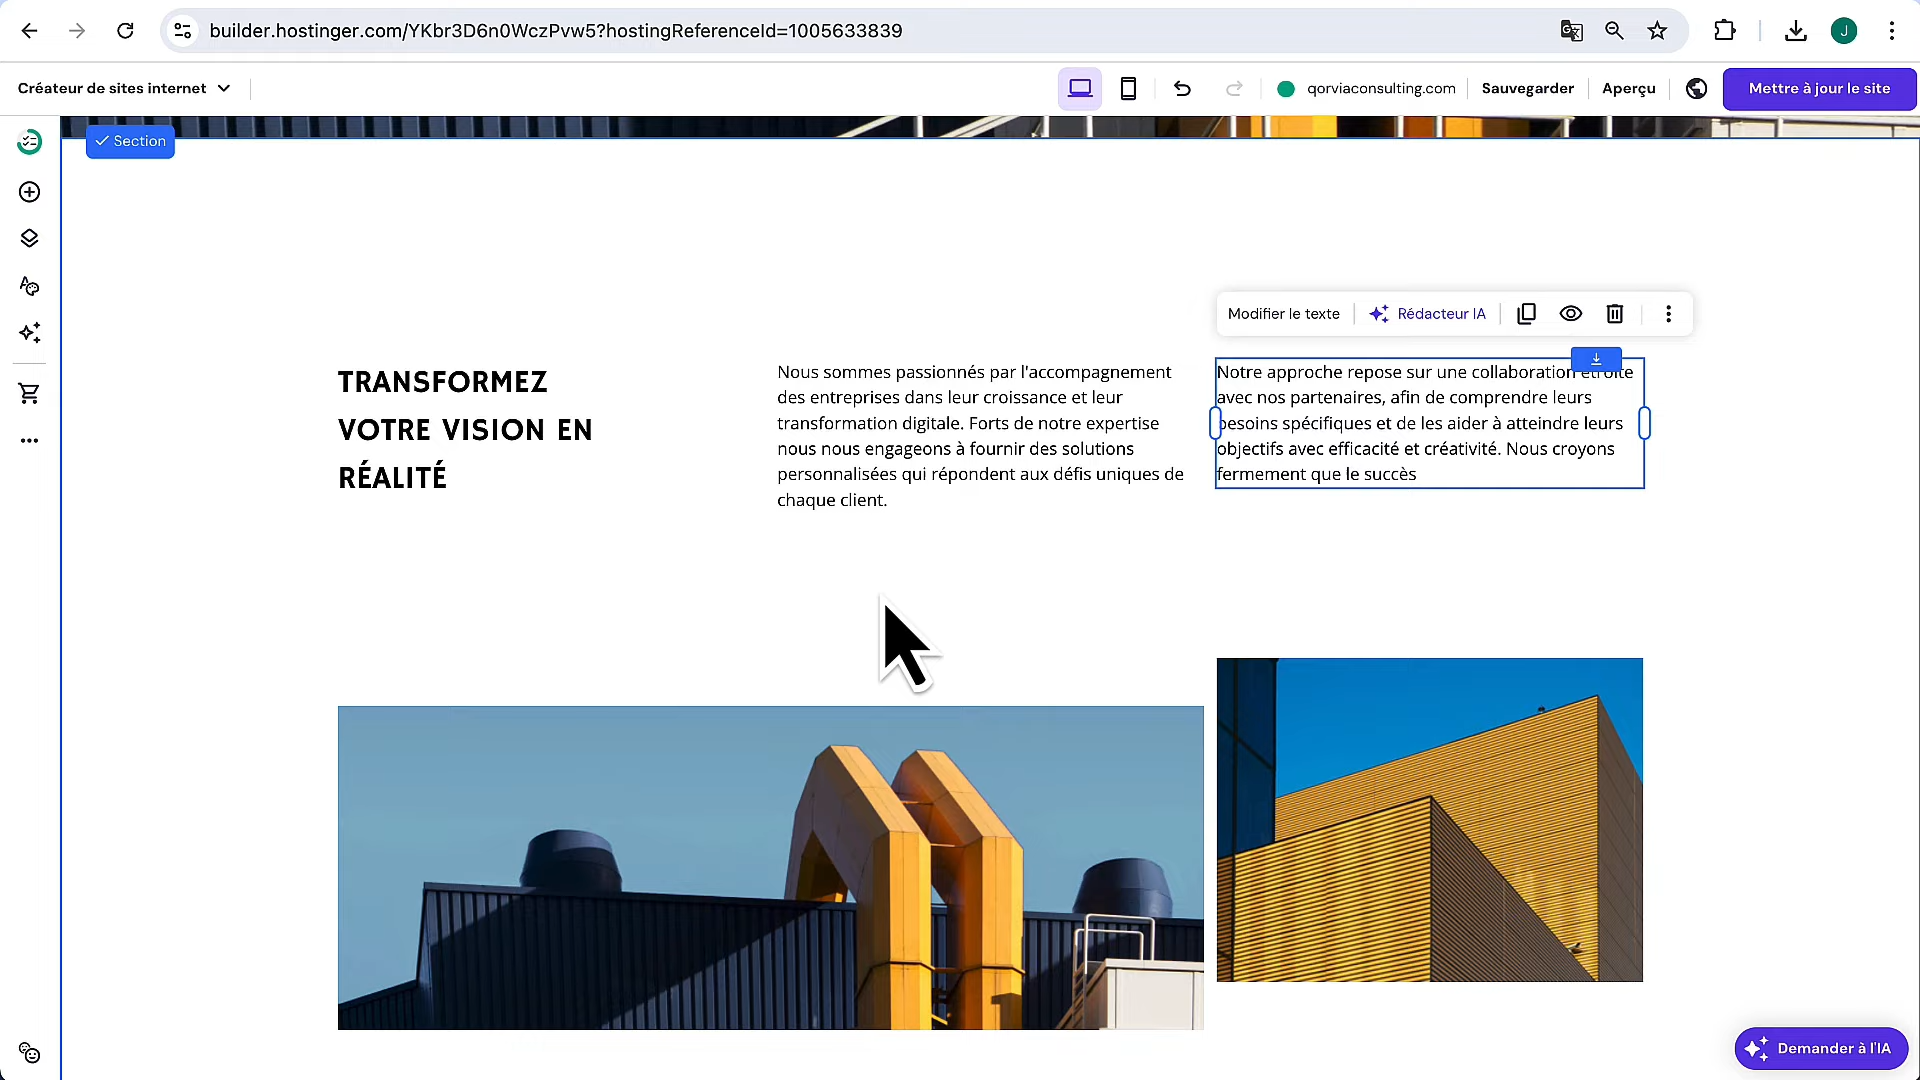 builder.hostinger.com/YKbr3D6n0WczPvw5?hostingReferenceId=1005633839
J
Créateur de sites internet
qorviaconsulting.com
Sauvegarder
Aperçu
Mettre à jour le site
Section
Modifier le texte
Rédacteur IA
TRANSFORMEZ
VOTRE VISION EN
RÉALITÉ
Nous sommes passionnés par l'accompagnement
des entreprises dans leur croissance et leur
transformation digitale. Forts de notre expertise
nous nous engageons à fournir des solutions
personnalisées qui répondent aux défis uniques de
chaque client.
Notre approche repose sur une collaboration étroite
avec nos partenaires, afin de comprendre leurs
besoins spécifiques et de les aider à atteindre leurs
objectifs avec efficacité et créativité. Nous croyons
fermement que le succès
Demander à l'IA